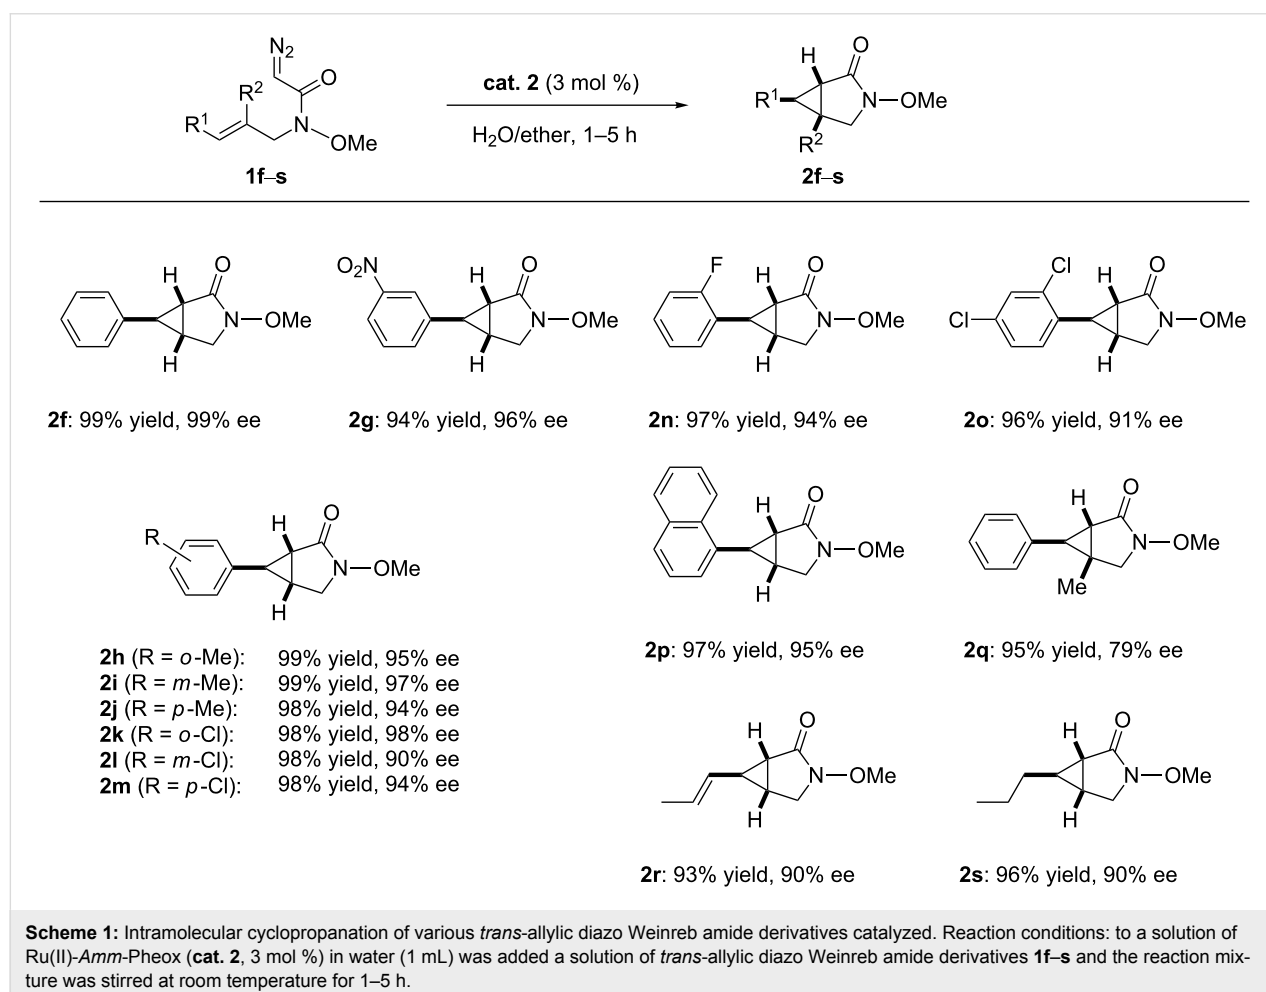 N2
R2
O
R1
N
OMe
1f–s
cat. 2 (3 mol %)
H2O/ether, 1–5 h
H
O
R1
N
OMe
R2
H
2f–s
H
O
N
OMe
H
2f: 99% yield, 99% ee
O2N
H
O
N
OMe
H
2g: 94% yield, 96% ee
F
H
O
N
OMe
H
2n: 97% yield, 94% ee
Cl
H
O
Cl
N
OMe
H
2o: 96% yield, 91% ee
R
H
O
N
OMe
H
2h (R = o-Me): 99% yield, 95% ee
2i (R = m-Me): 99% yield, 97% ee
2j (R = p-Me): 98% yield, 94% ee
2k (R = o-Cl): 98% yield, 98% ee
2l (R = m-Cl): 98% yield, 90% ee
2m (R = p-Cl): 98% yield, 94% ee
H
O
N
OMe
H
2p: 97% yield, 95% ee
H
O
N
OMe
Me
2q: 95% yield, 79% ee
H
O
N
OMe
H
2r: 93% yield, 90% ee
H
O
N
OMe
H
2s: 96% yield, 90% ee
Scheme 1: Intramolecular cyclopropanation of various trans-allylic diazo Weinreb amide derivatives catalyzed. Reaction conditions: to a solution of
Ru(II)-Amm-Pheox (cat. 2, 3 mol %) in water (1 mL) was added a solution of trans-allylic diazo Weinreb amide derivatives 1f–s and the reaction mix-
ture was stirred at room temperature for 1–5 h.